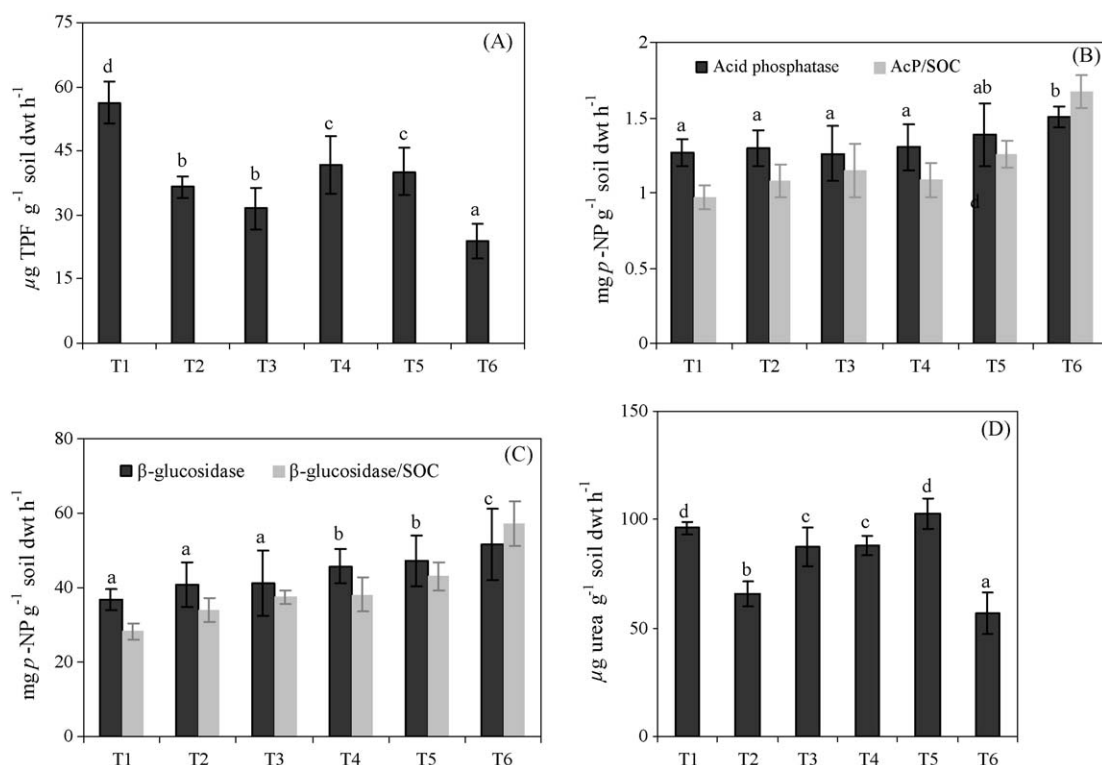 (A)
µg TPF g⁻¹ soil dwt h⁻¹
75
60
45
30
15
0
d
b
b
c
c
a
T1 T2 T3 T4 T5 T6
(B)
mg p-NP g⁻¹ soil dwt h⁻¹
2
1.5
1
0.5
0
Acid phosphatase AcP/SOC
a a a a ab b
d
T1 T2 T3 T4 T5 T6
(C)
mg p-NP g⁻¹ soil dwt h⁻¹
80
60
40
20
0
β-glucosidase β-glucosidase/SOC
a a a b b c
T1 T2 T3 T4 T5 T6
(D)
µg urea g⁻¹ soil dwt h⁻¹
150
100
50
0
d b c c d a
T1 T2 T3 T4 T5 T6